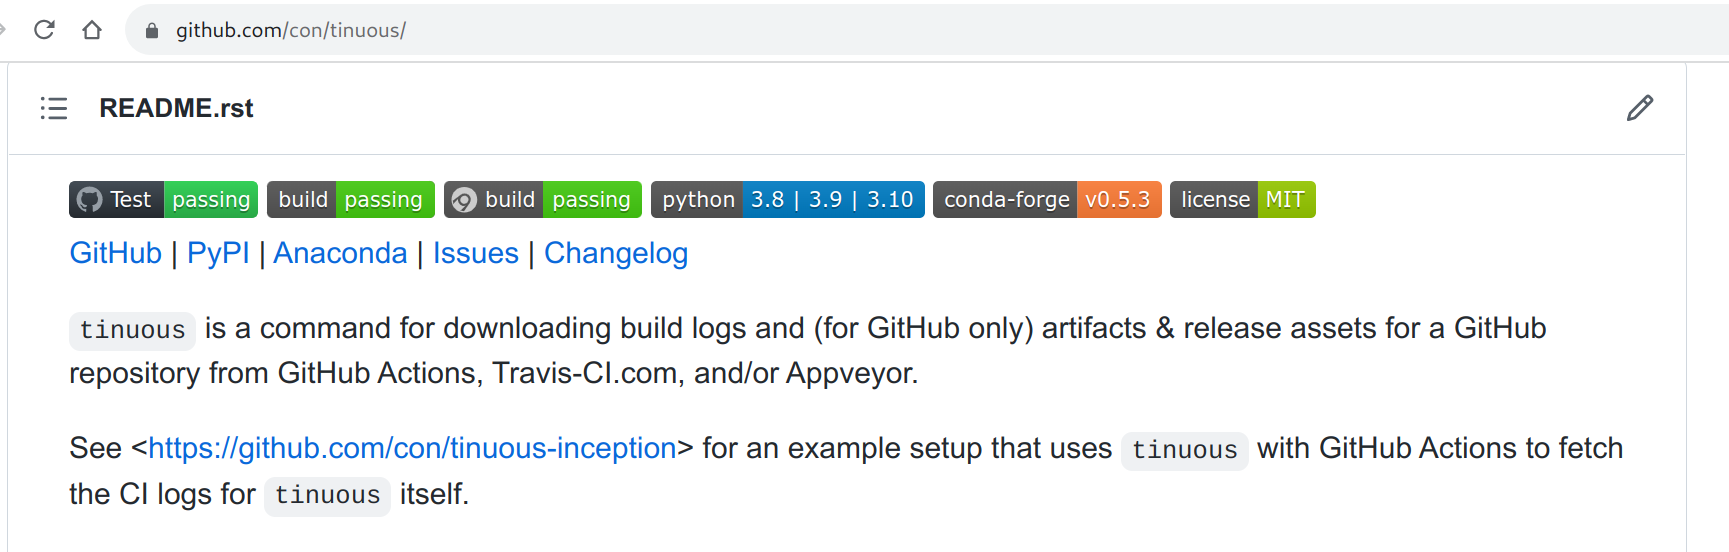 github.com/con/tinuous/
README.rst
Test passing build passing build passing python 3.8 | 3.9 | 3.10 conda-forge v0.5.3 license MIT
GitHub | PyPI | Anaconda | Issues | Changelog
tinuous is a command for downloading build logs and (for GitHub only) artifacts & release assets for a GitHub
repository from GitHub Actions, Travis-CI.com, and/or Appveyor.
See <https://github.com/con/tinuous-inception> for an example setup that uses tinuous with GitHub Actions to fetch
the CI logs for tinuous itself.